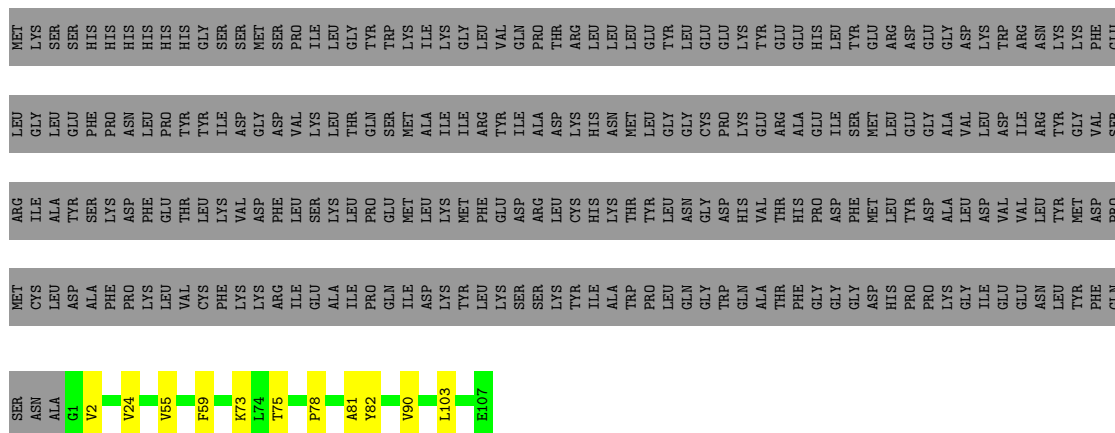 MET LYS SER SER HIS HIS HIS HIS HIS HIS GLY SER SER MET SER PRO ILE LEU GLY TYR TRP LYS ILE LYS GLY LEU VAL GLN PRO THR ARG LEU LEU LEU GLU TYR LEU GLU GLU LYS TYR GLU GLU HIS LEU TYR GLU ARG ASP GLU GLY ASP LYS TRP ARG ASN LYS LYS PHE GLU
LEU GLY LEU GLU PHE PRO ASN LEU PRO TYR TYR ILE ASP GLY ASP VAL LYS LEU THR GLN SER MET ALA ILE ILE ARG TYR ILE ALA ASP LYS HIS ASN MET LEU GLY GLY CYS PRO LYS GLU ARG ALA GLU ILE SER MET LEU GLU GLY ALA VAL LEU ASP ILE ARG TYR GLY VAL SER
ARG ILE ALA TYR SER LYS ASP PHE GLU THR LEU LYS VAL ASP PHE LEU SER LYS LEU PRO GLU MET LEU LYS MET PHE GLU ASP ARG LEU CYS HIS LYS THR TYR LEU ASN GLY ASP HIS VAL THR HIS PRO ASP PHE MET LEU TYR ASP ALA LEU ASP VAL VAL LEU TYR MET ASP PRO
MET CYS LEU ASP ALA PHE PRO LYS LEU VAL CYS PHE LYS LYS ARG ILE GLU ALA ILE PRO GLN ILE ASP LYS TYR LEU LYS SER SER LYS TYR ILE ALA TRP PRO LEU GLN GLY TRP GLN ALA THR PHE GLY GLY GLY ASP HIS PRO PRO LYS GLY ILE GLU GLU ASN LEU TYR PHE GLN
SER ASN ALA G1 V2 V24 V55 F59 K73 L74 T75 P78 A81 Y82 V90 L103 E107